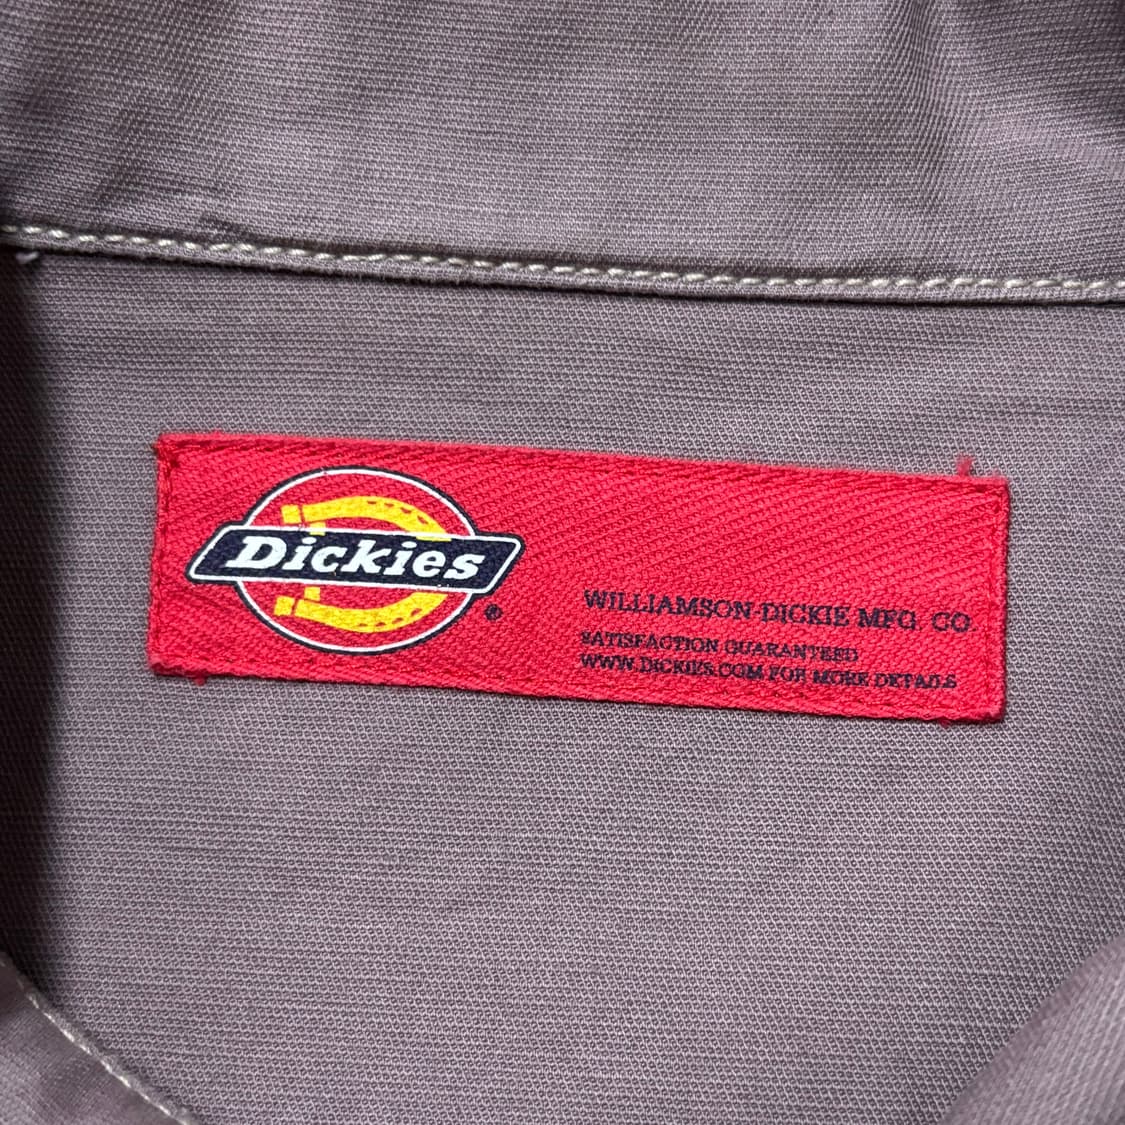 Dickies
®
WILLIAMSON-DICKIE MFG. CO.
SATISFACTION GUARANTEED
WWW.DICKIES.COM FOR MORE DETAILS